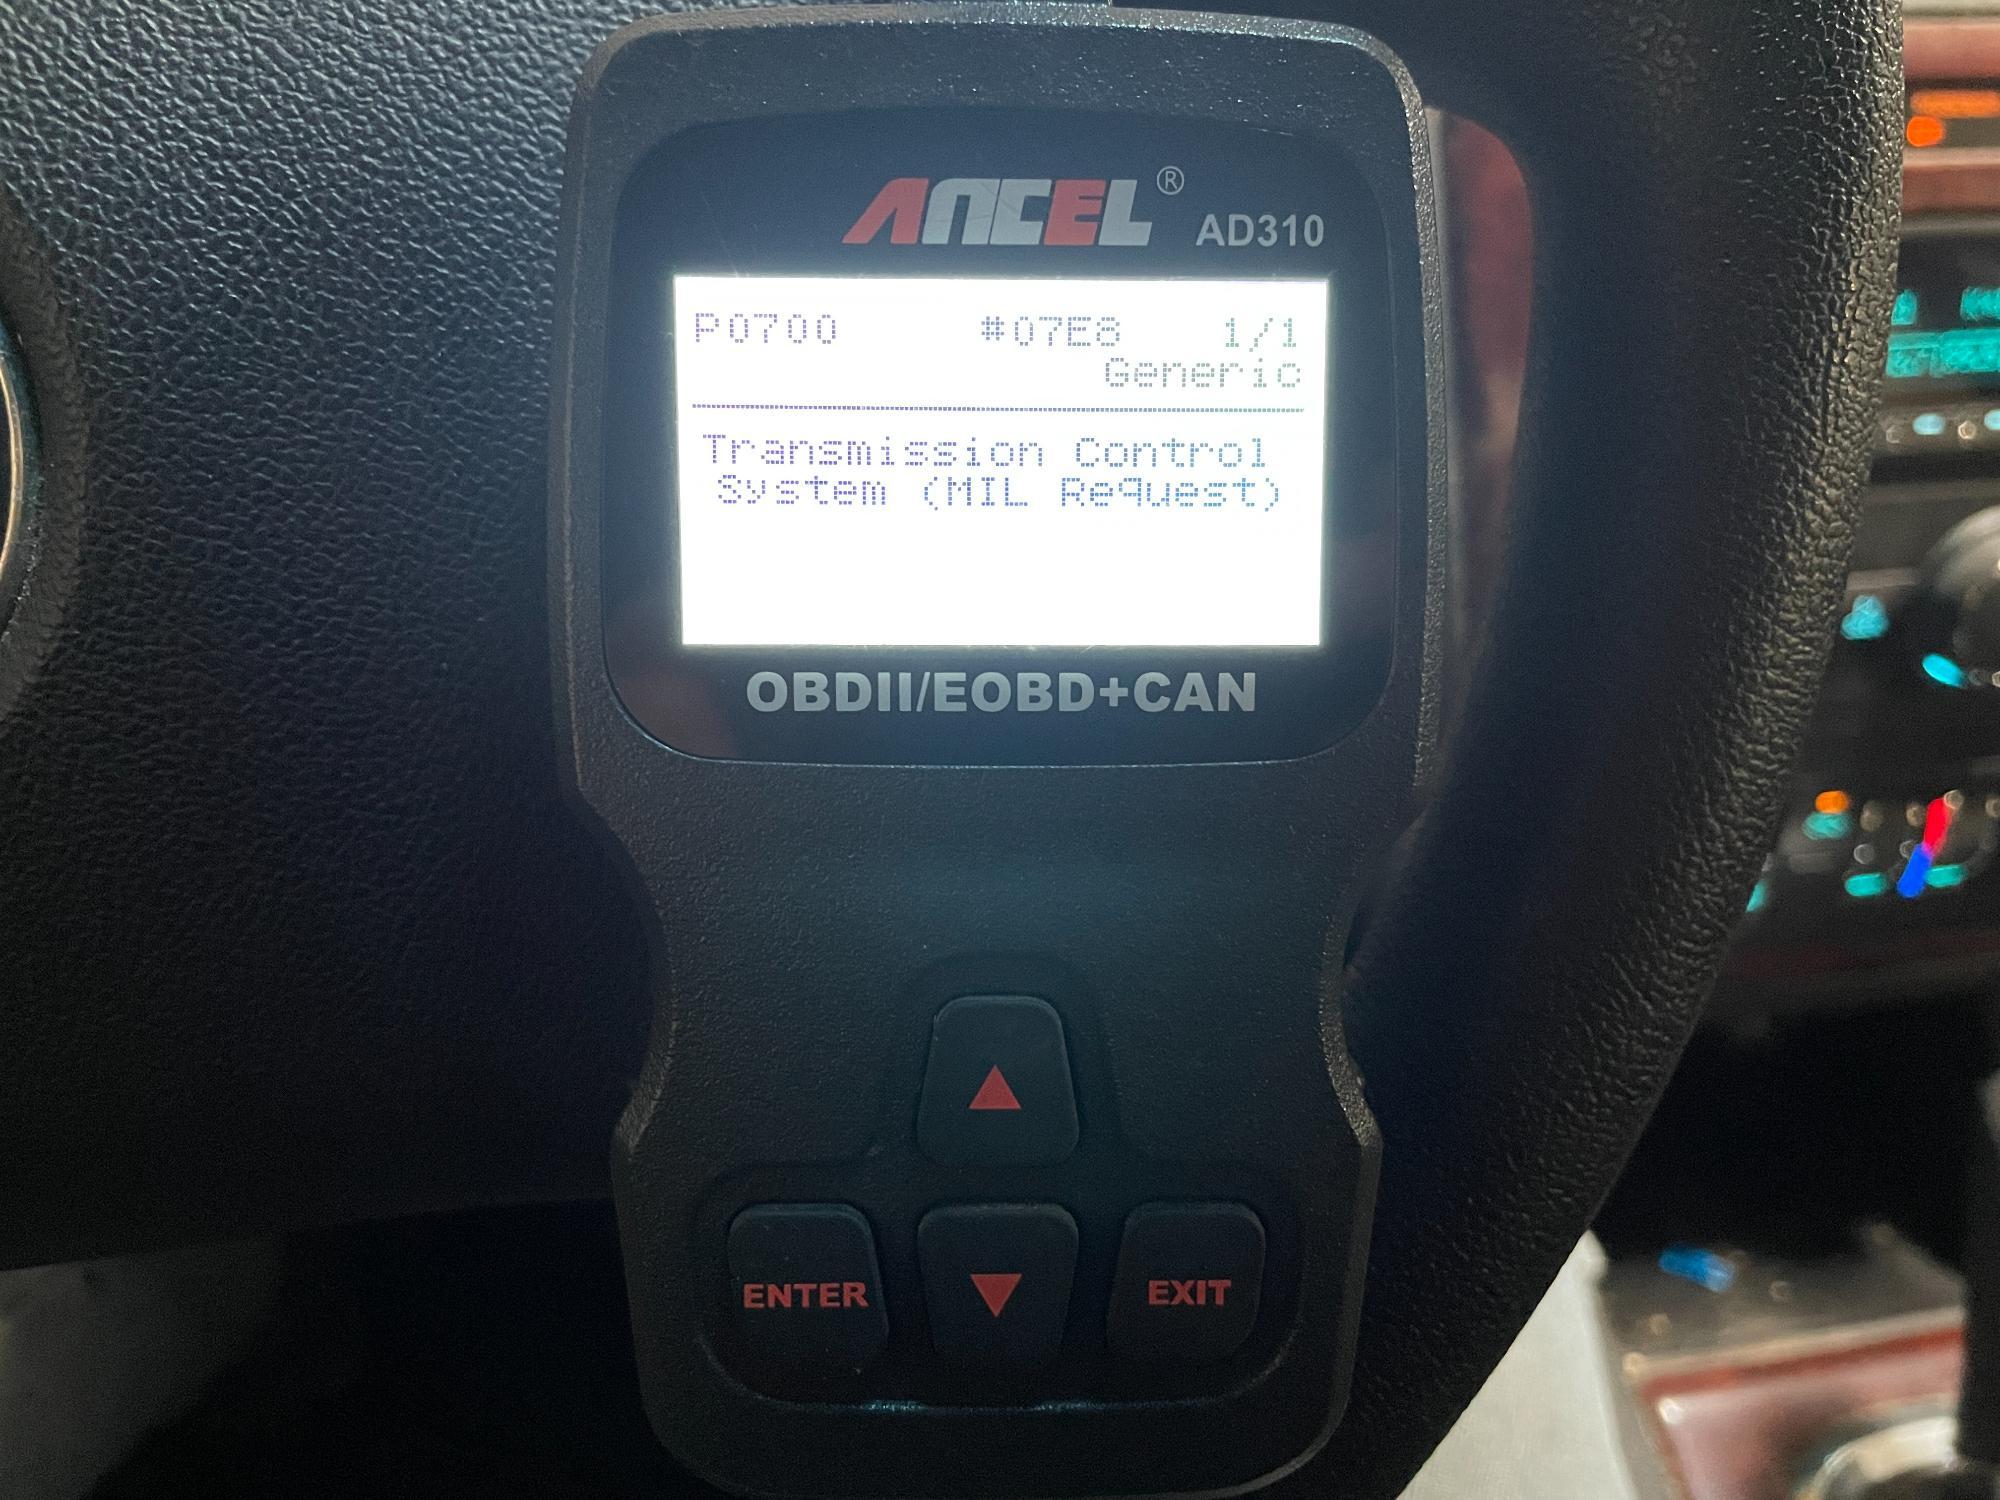 ANCEL® AD310
P0700 #07E8 1/1
Generic
Transmission Control
System (MIL Request)
OBDII/EOBD+CAN
ENTER EXIT